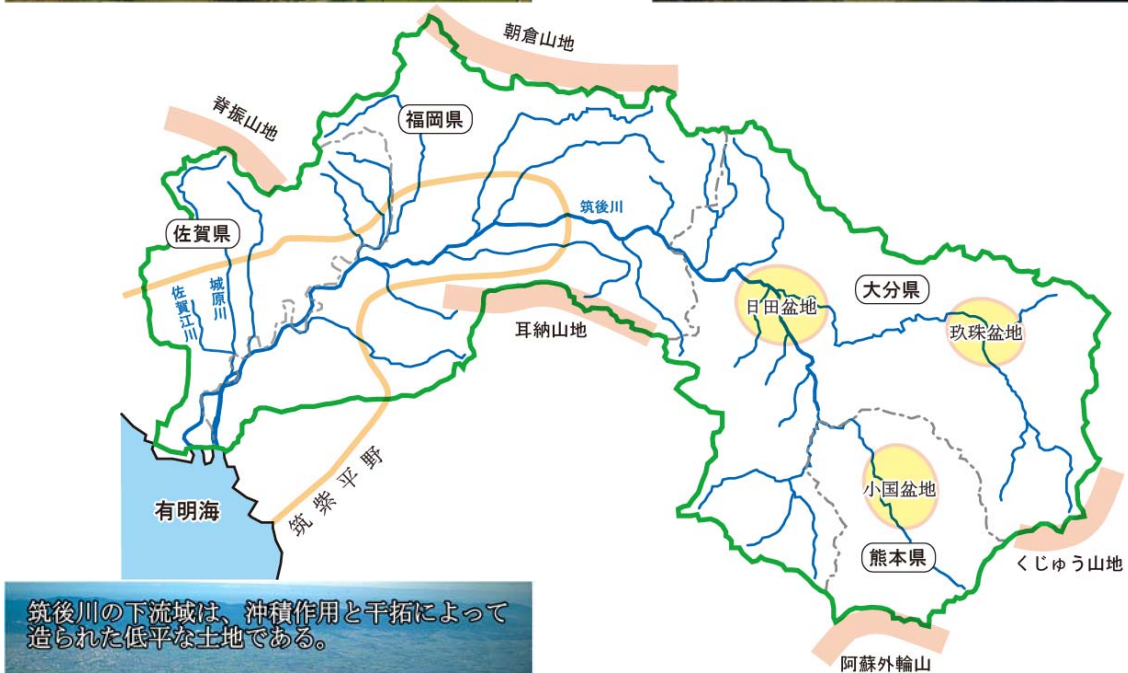 朝倉山地
脊振山地
福岡県
筑後川
佐賀県
城原川
佐賀江川
日田盆地
大分県
玖珠盆地
耳納山地
筑紫平野
有明海
小国盆地
熊本県
くじゅう山地
阿蘇外輪山
筑後川の下流域は、沖積作用と干拓によって
造られた低平な土地である。